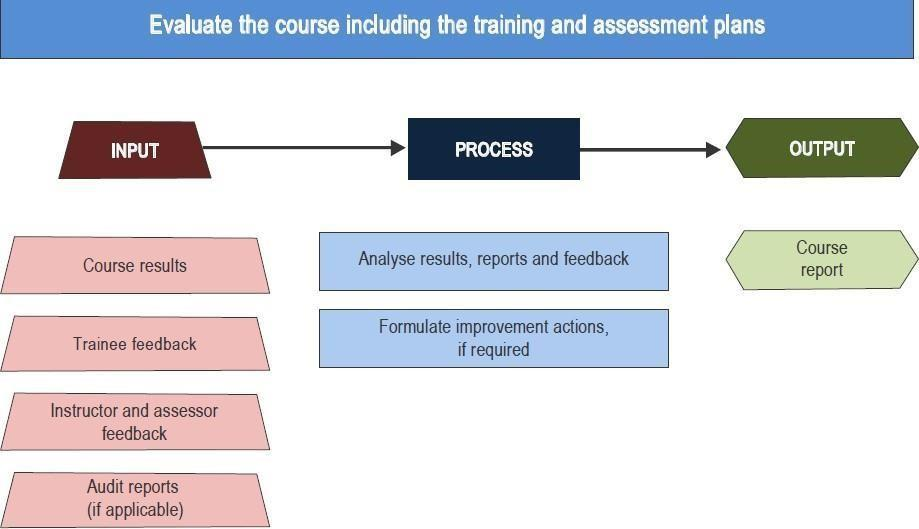 Evaluate the course including the training and assessment plans
INPUT
PROCESS
OUTPUT
Course results
Trainee feedback
Instructor and assessor
feedback
Audit reports
(if applicable)
Analyse results, reports and feedback
Formulate improvement actions,
if required
Course
report